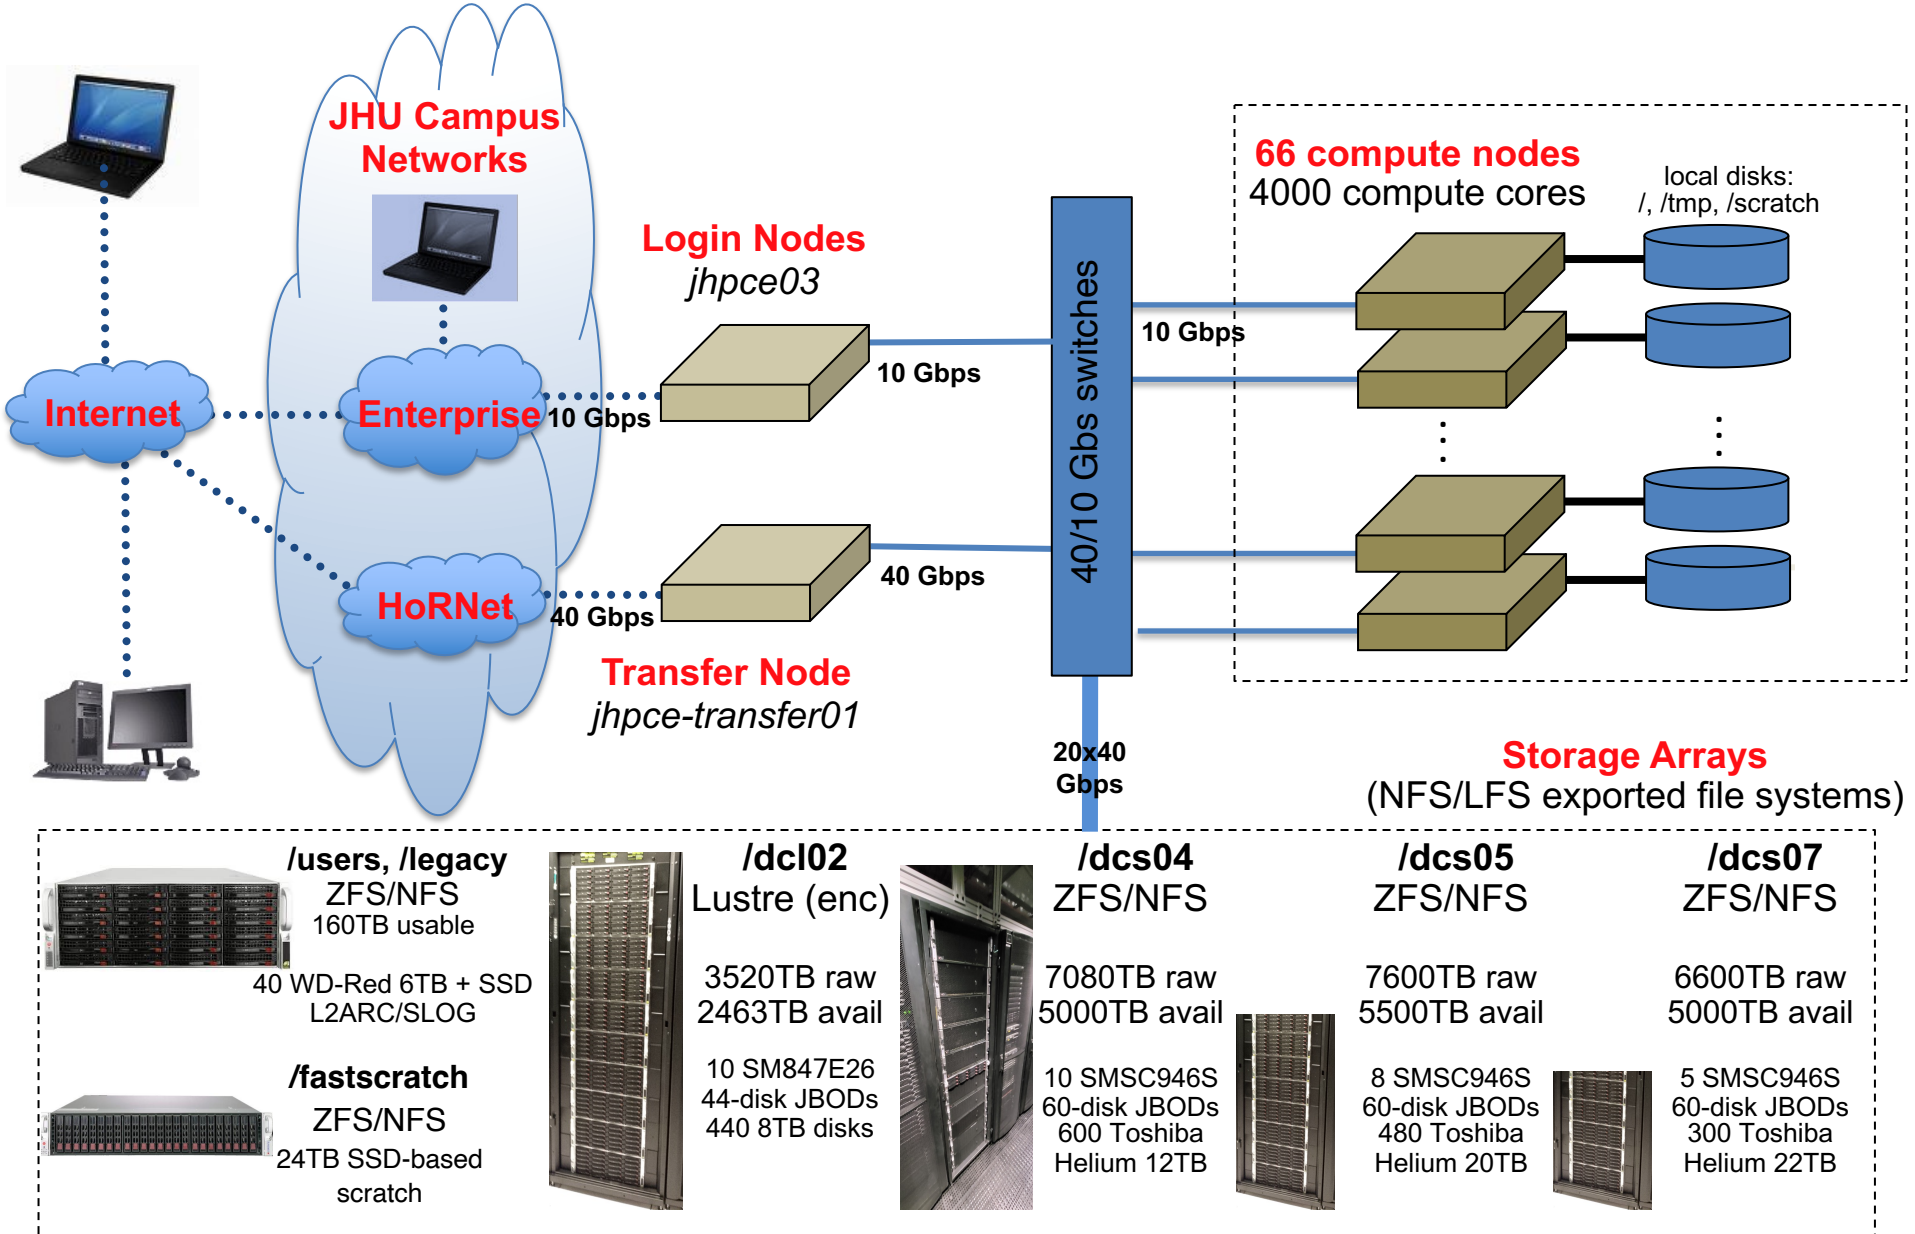 JHU Campus
Networks
Internet
Enterprise
HoRNet
10 Gbps
40 Gbps
Login Nodes
jhpce03
10 Gbps
40 Gbps
Transfer Node
jhpce-transfer01
40/10 Gbs switches
10 Gbps
20x40
Gbps
66 compute nodes
4000 compute cores
local disks:
/, /tmp, /scratch
Storage Arrays
(NFS/LFS exported file systems)
/users, /legacy
ZFS/NFS
160TB usable
40 WD-Red 6TB + SSD
L2ARC/SLOG
/fastscratch
ZFS/NFS
24TB SSD-based
scratch
/dcl02
Lustre (enc)
3520TB raw
2463TB avail
10 SM847E26
44-disk JBODs
440 8TB disks
/dcs04
ZFS/NFS
7080TB raw
5000TB avail
10 SMSC946S
60-disk JBODs
600 Toshiba
Helium 12TB
/dcs05
ZFS/NFS
7600TB raw
5500TB avail
8 SMSC946S
60-disk JBODs
480 Toshiba
Helium 20TB
/dcs07
ZFS/NFS
6600TB raw
5000TB avail
5 SMSC946S
60-disk JBODs
300 Toshiba
Helium 22TB